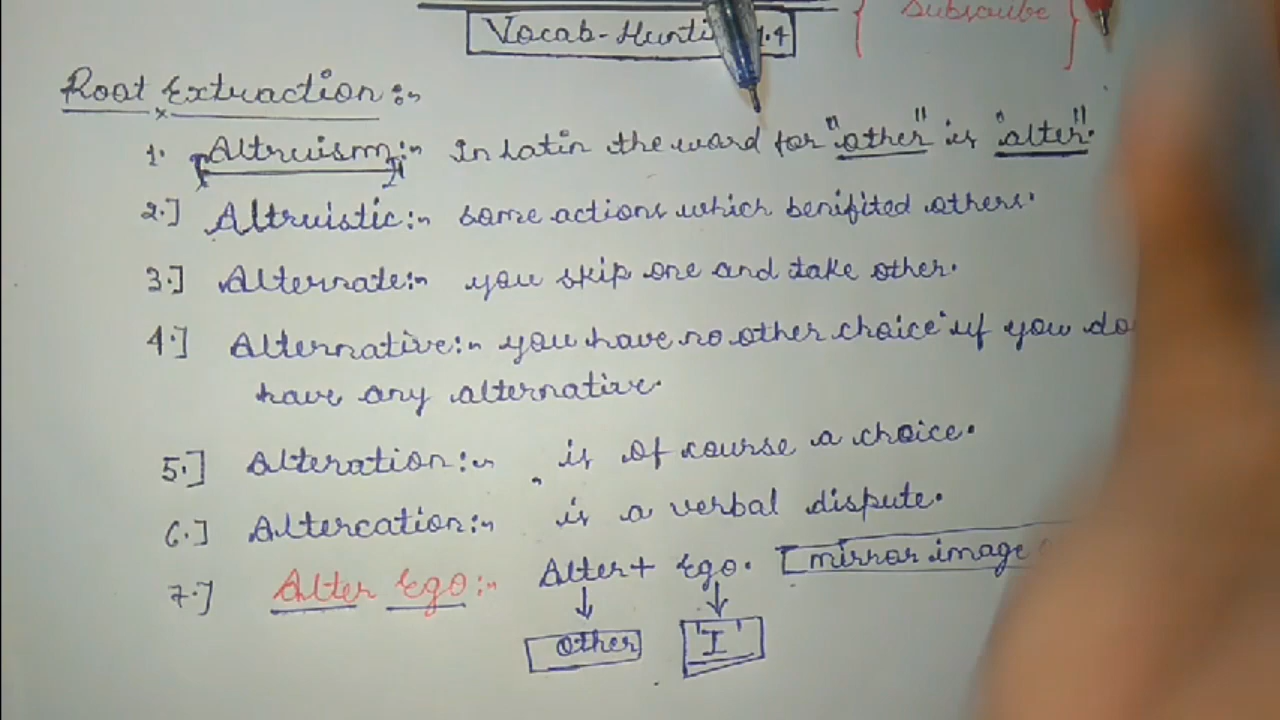 Vocab-Hunti .4
Subscribe
Root Extraction:-
1. Altruism:- In Latin the word for "other" is "alter".
2.] Altruistic:- some actions which benifited others.
3.] Alternate:- you skip one and take other.
4.] Alternative:- you have no other choice if you do
have any alternative.
5.] Alteration:- is of course a choice.
6.] Altercation:- is a verbal dispute.
7.] Alter Ego:- Alter + Ego. [mirror image
Other 'I'